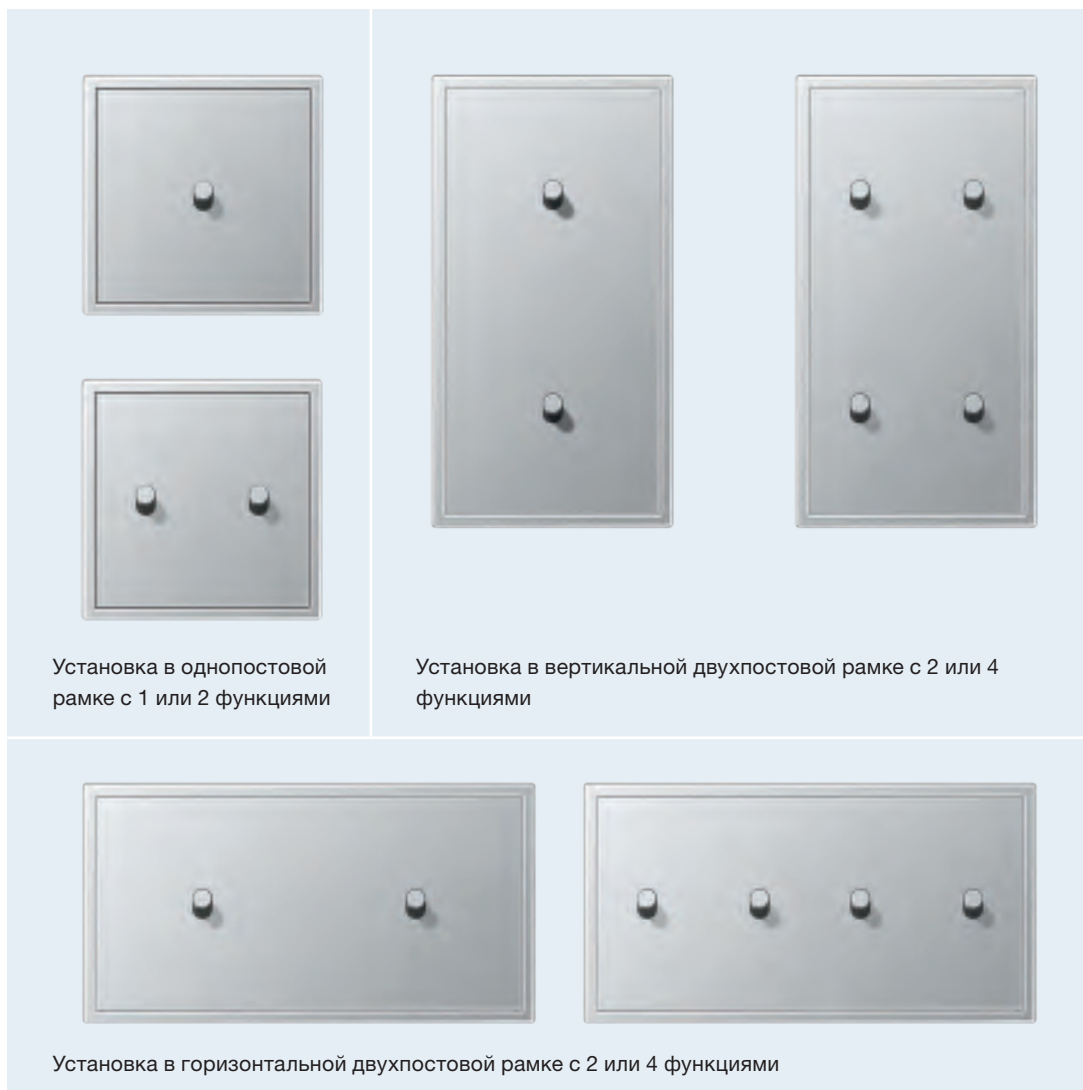 Установка в однопостовой
рамке с 1 или 2 функциями
Установка в вертикальной двухпостовой рамке с 2 или 4
функциями
Установка в горизонтальной двухпостовой рамке с 2 или 4 функциями